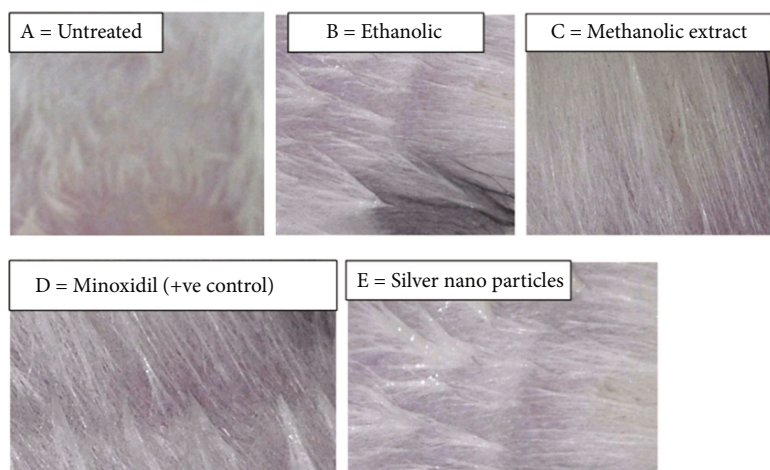 A = Untreated
B = Ethanolic
C = Methanolic extract
D = Minoxidil (+ve control)
E = Silver nano particles